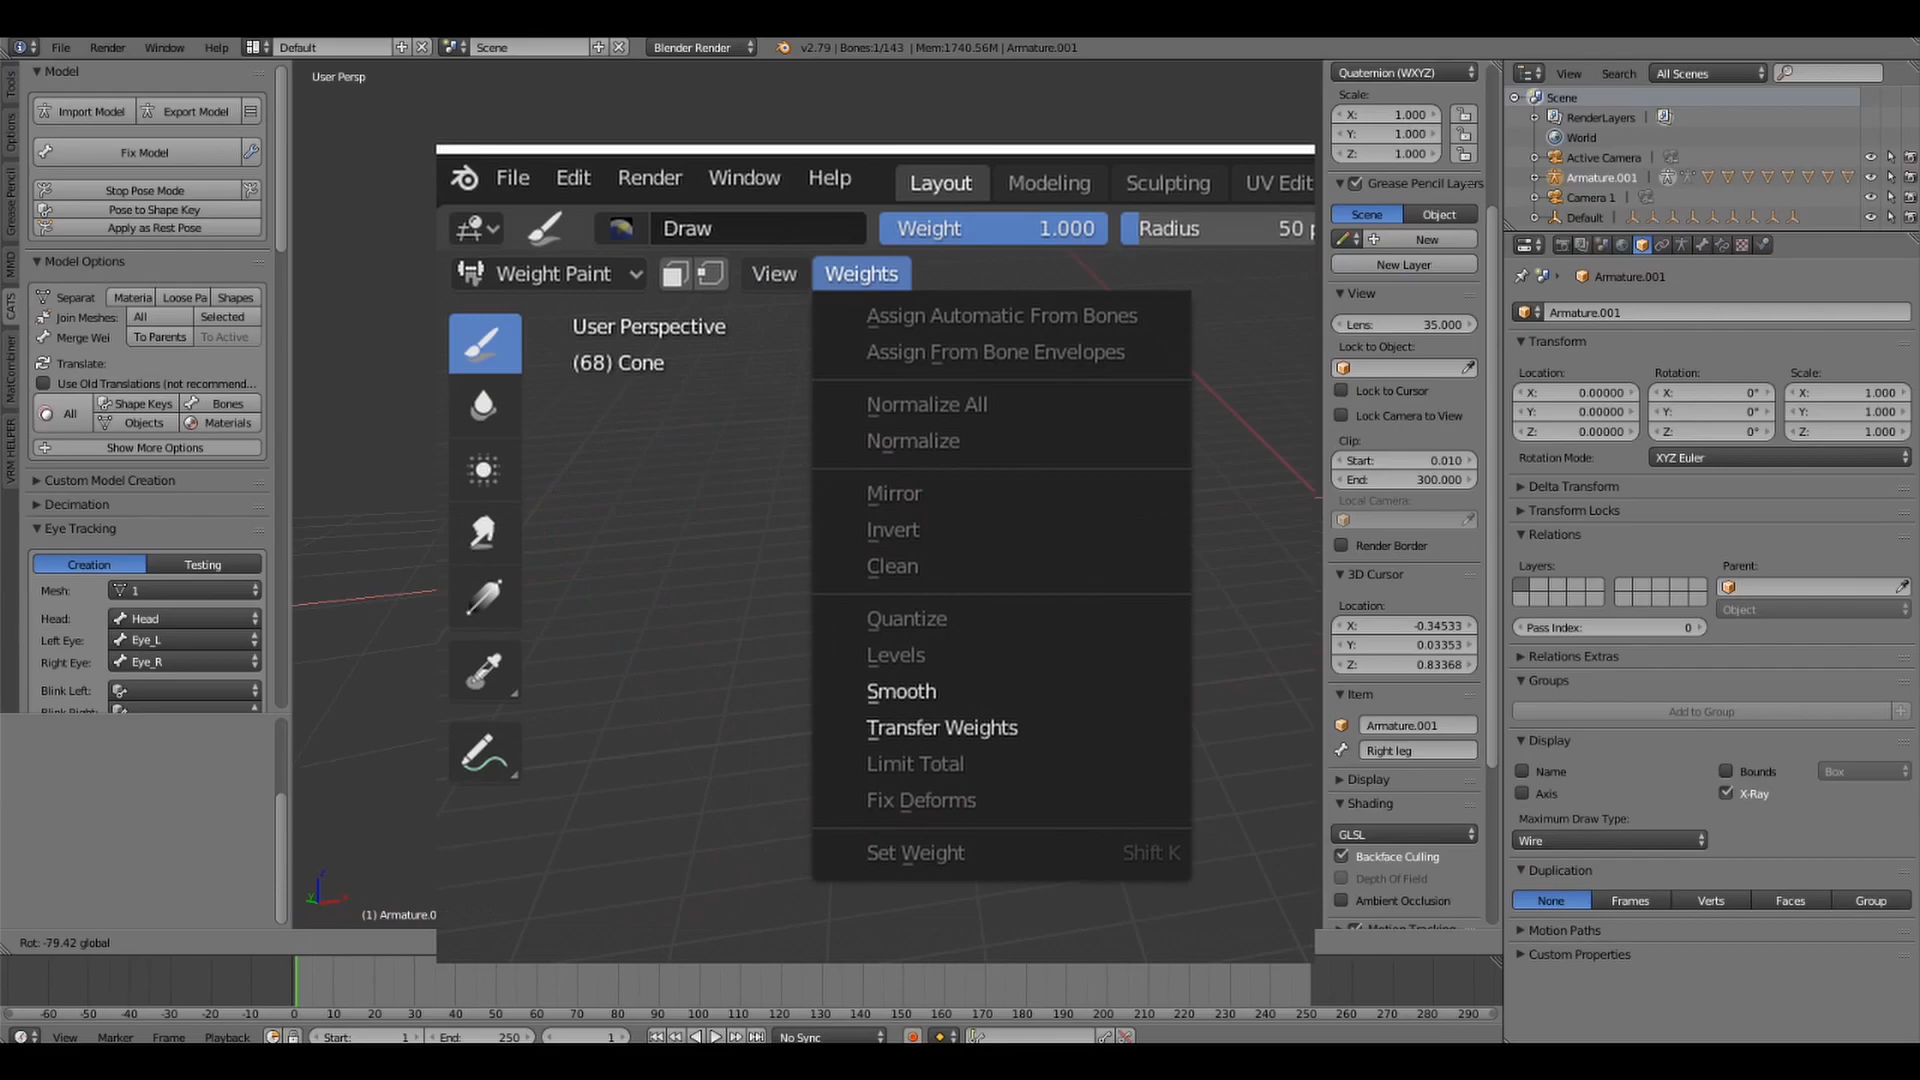 File Render Window Help Default Scene Blender Render v2.79 | Bones:1/143 | Mem:1740.56M | Armature.001
Tools
Options
Grease Pencil
MMD
CATS
MatCombiner
VRM HELPER
Model
Import Model Export Model
Fix Model
Stop Pose Mode
Pose to Shape Key
Apply as Rest Pose
Model Options
Separat Materia Loose Pa Shapes
Join Meshes: All Selected
Merge Wei To Parents To Active
Translate:
Use Old Translations (not recommend...
All Shape Keys Bones
Objects Materials
Show More Options
Custom Model Creation
Decimation
Eye Tracking
Creation Testing
Mesh: 1
Head: Head
Left Eye: Eye_L
Right Eye: Eye_R
Blink Left:
Blink Right:
Rot: -79.42 global
User Persp
File Edit Render Window Help Layout Modeling Sculpting UV Edit
Draw Weight 1.000 Radius 50 p
Weight Paint View Weights
User Perspective
(68) Cone
Assign Automatic From Bones
Assign From Bone Envelopes
Normalize All
Normalize
Mirror
Invert
Clean
Quantize
Levels
Smooth
Transfer Weights
Limit Total
Fix Deforms
Set Weight Shift K
(1) Armature.0
Quaternion (WXYZ)
Scale:
X: 1.000
Y: 1.000
Z: 1.000
Grease Pencil Layers
Scene Object
New
New Layer
View
Lens: 35.000
Lock to Object:
Lock to Cursor
Lock Camera to View
Clip:
Start: 0.010
End: 300.000
Local Camera:
Render Border
3D Cursor
Location:
X: -0.34533
Y: 0.03353
Z: 0.83368
Item
Armature.001
Right leg
Display
Shading
GLSL
Backface Culling
Depth Of Field
Ambient Occlusion
Motion Tracking
View Search All Scenes
Scene
RenderLayers
World
Active Camera
Armature.001
Camera 1
Default
Armature.001
Armature.001
Transform
Location: Rotation: Scale:
X: 0.00000 X: 0° X: 1.000
Y: 0.00000 Y: 0° Y: 1.000
Z: 0.00000 Z: 0° Z: 1.000
Rotation Mode: XYZ Euler
Delta Transform
Transform Locks
Relations
Layers: Parent:
Object
Pass Index: 0
Relations Extras
Groups
Add to Group
Display
Name Bounds Box
Axis X-Ray
Maximum Draw Type:
Wire
Duplication
None Frames Verts Faces Group
Motion Paths
Custom Properties
-60 -50 -40 -30 -20 -10 0 10 20 30 40 50 60 70 80 90 100 110 120 130 140 150 160 170 180 190 200 210 220 230 240 250 260 270 280 290
View Marker Frame Playback Start: 1 End: 250 1 No Sync